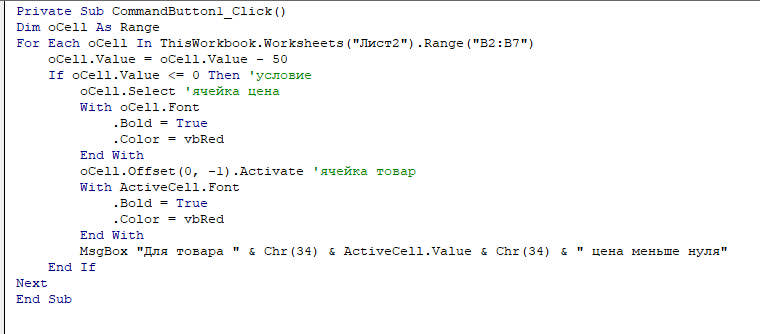 Private Sub CommandButton1_Click()
Dim oCell As Range
For Each oCell In ThisWorkbook.Worksheets("Лист2").Range("B2:B7")
    oCell.Value = oCell.Value - 50
    If oCell.Value <= 0 Then 'условие
        oCell.Select 'ячейка цена
        With oCell.Font
            .Bold = True
            .Color = vbRed
        End With
        oCell.Offset(0, -1).Activate 'ячейка товар
        With ActiveCell.Font
            .Bold = True
            .Color = vbRed
        End With
        MsgBox "Для товара " & Chr(34) & ActiveCell.Value & Chr(34) & " цена меньше нуля"
    End If
Next
End Sub